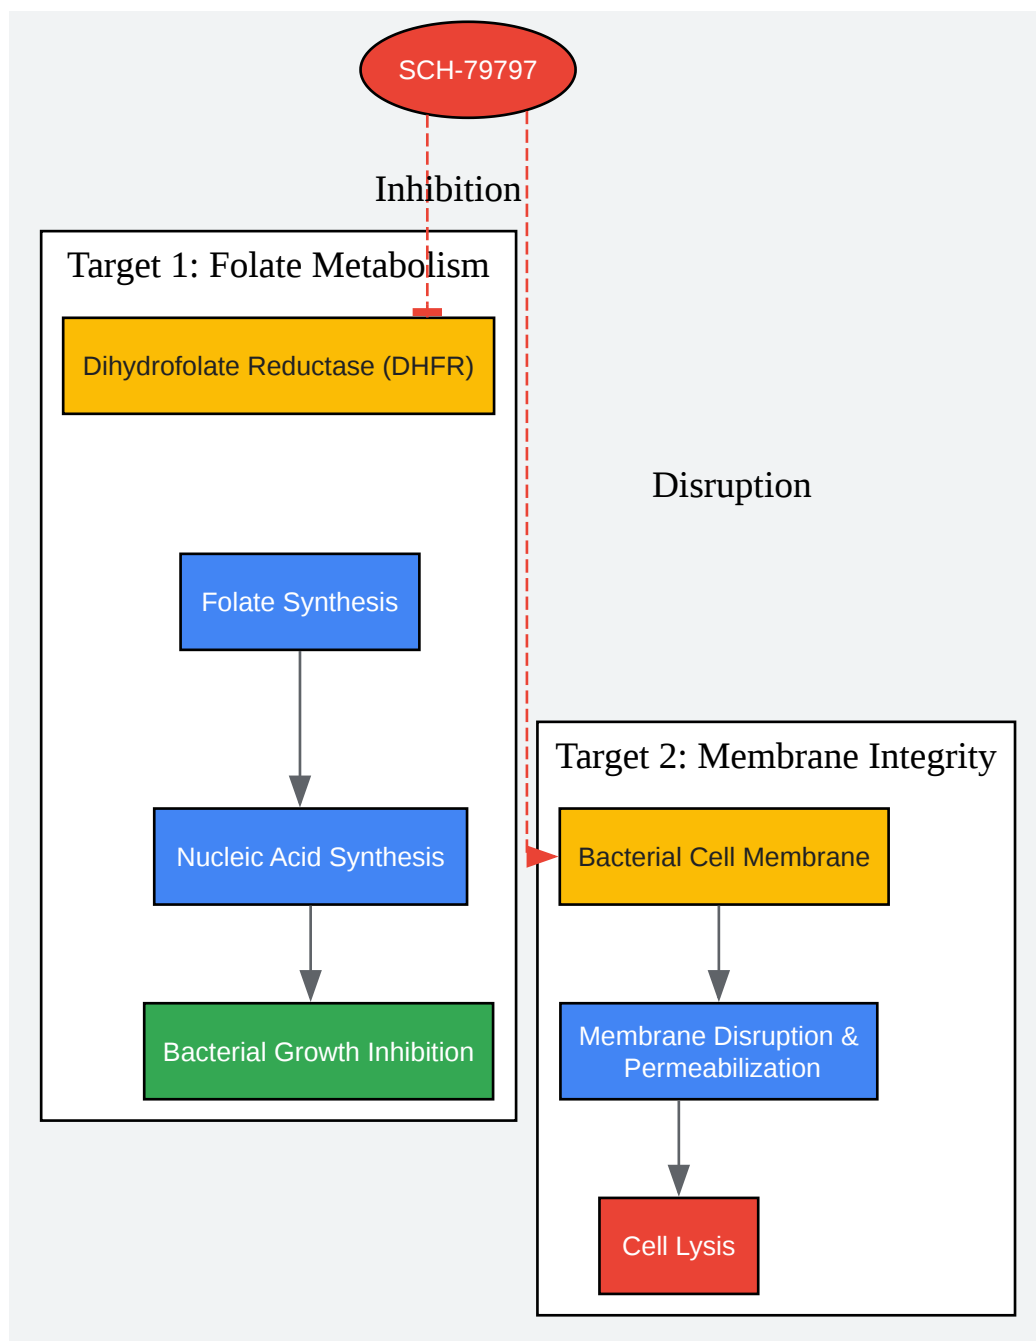 SCH-79797
Inhibition
Target 1: Folate Metabolism
Dihydrofolate Reductase (DHFR)
Disruption
Folate Synthesis
Nucleic Acid Synthesis
Bacterial Growth Inhibition
Target 2: Membrane Integrity
Bacterial Cell Membrane
Membrane Disruption &
Permeabilization
Cell Lysis